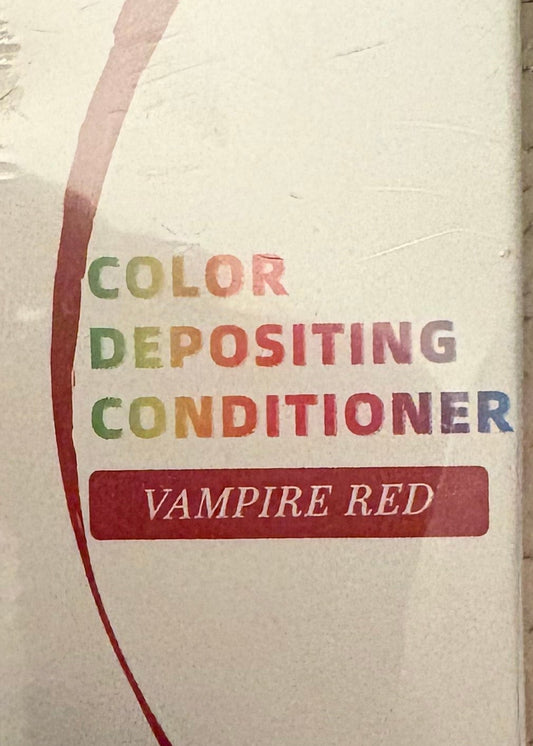 COLOR
DEPOSITING
CONDITIONER
VAMPIRE RED